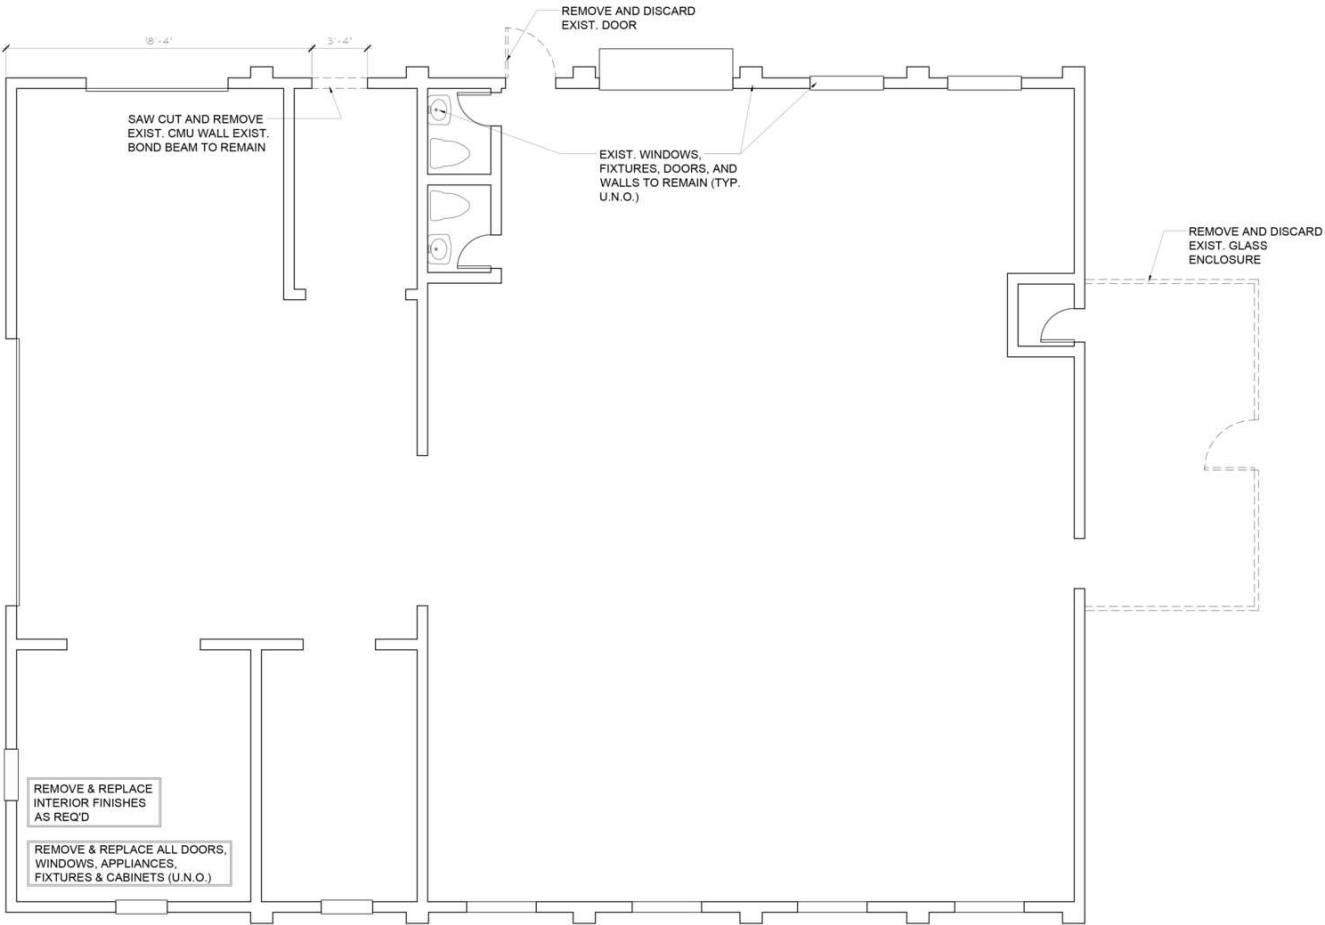 REMOVE AND DISCARD
EXIST. DOOR
18'-4"
3'-4"
SAW CUT AND REMOVE
EXIST. CMU WALL EXIST.
BOND BEAM TO REMAIN
EXIST. WINDOWS,
FIXTURES, DOORS, AND
WALLS TO REMAIN (TYP.
U.N.O.)
REMOVE AND DISCARD
EXIST. GLASS
ENCLOSURE
REMOVE & REPLACE
INTERIOR FINISHES
AS REQ'D
REMOVE & REPLACE ALL DOORS,
WINDOWS, APPLIANCES,
FIXTURES & CABINETS (U.N.O.)